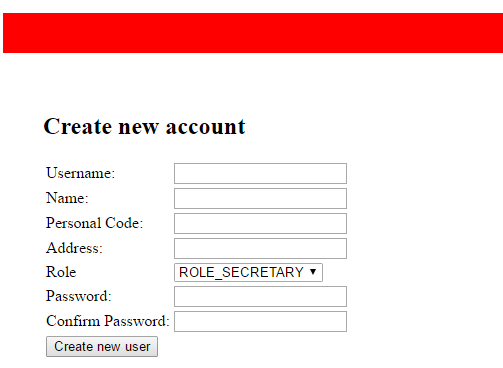 Create new account
Username:
Name:
Personal Code:
Address:
Role ROLE_SECRETARY
Password:
Confirm Password:
Create new user